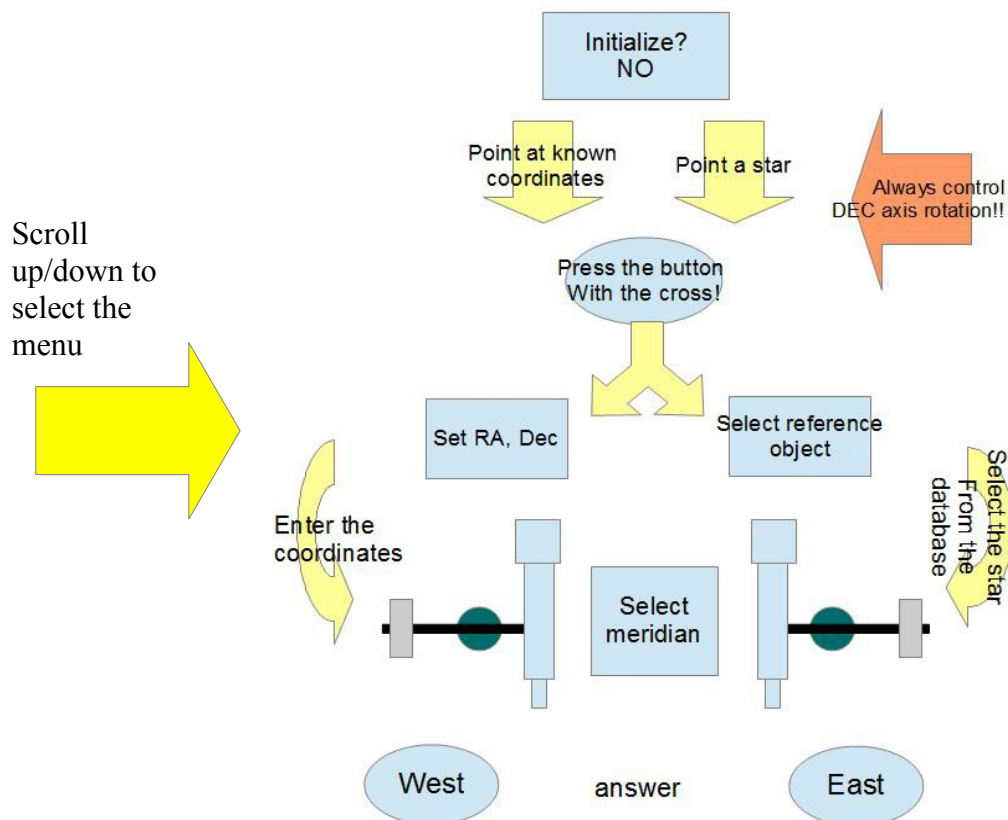 Initialize?
NO
Point at known
coordinates
Point a star
Always control
DEC axis rotation!!
Scroll
up/down to
select the
menu
Press the button
With the cross!
Set RA, Dec
Select reference
object
Enter the
coordinates
Select the star
From the
database
Select
meridian
West
answer
East